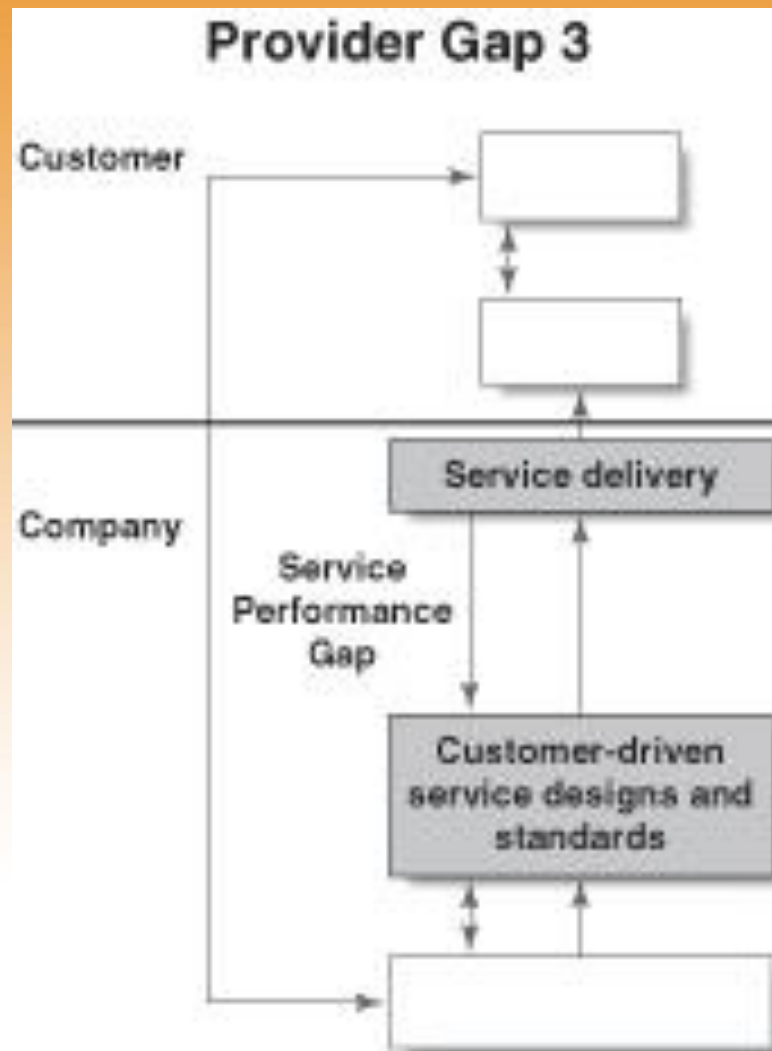 Provider Gap 3
Customer
Service delivery
Company
Service
Performance
Gap
Customer-driven
service designs and
standards